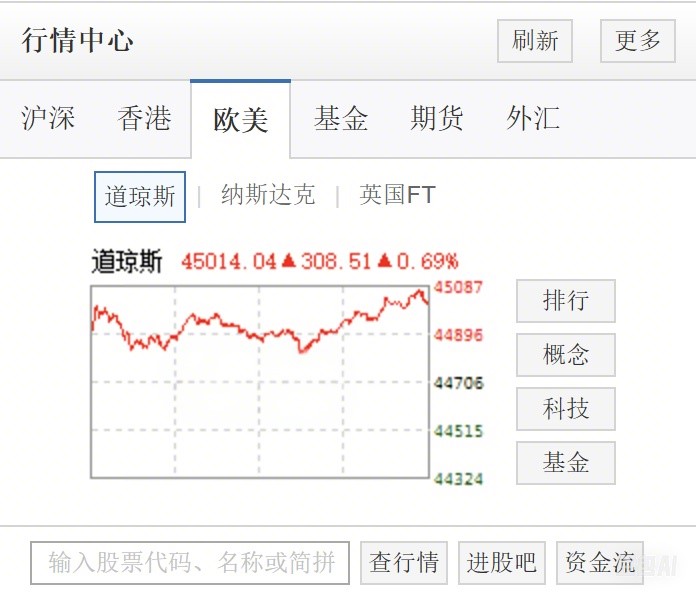 行情中心 刷新 更多
沪深 香港 欧美 基金 期货 外汇
道琼斯 | 纳斯达克 | 英国FT
道琼斯 45014.04▲308.51▲0.69%
45087
排行
44896
概念
44706
科技
44515
基金
44324
输入股票代码、名称或简拼 查行情 进股吧 资金流